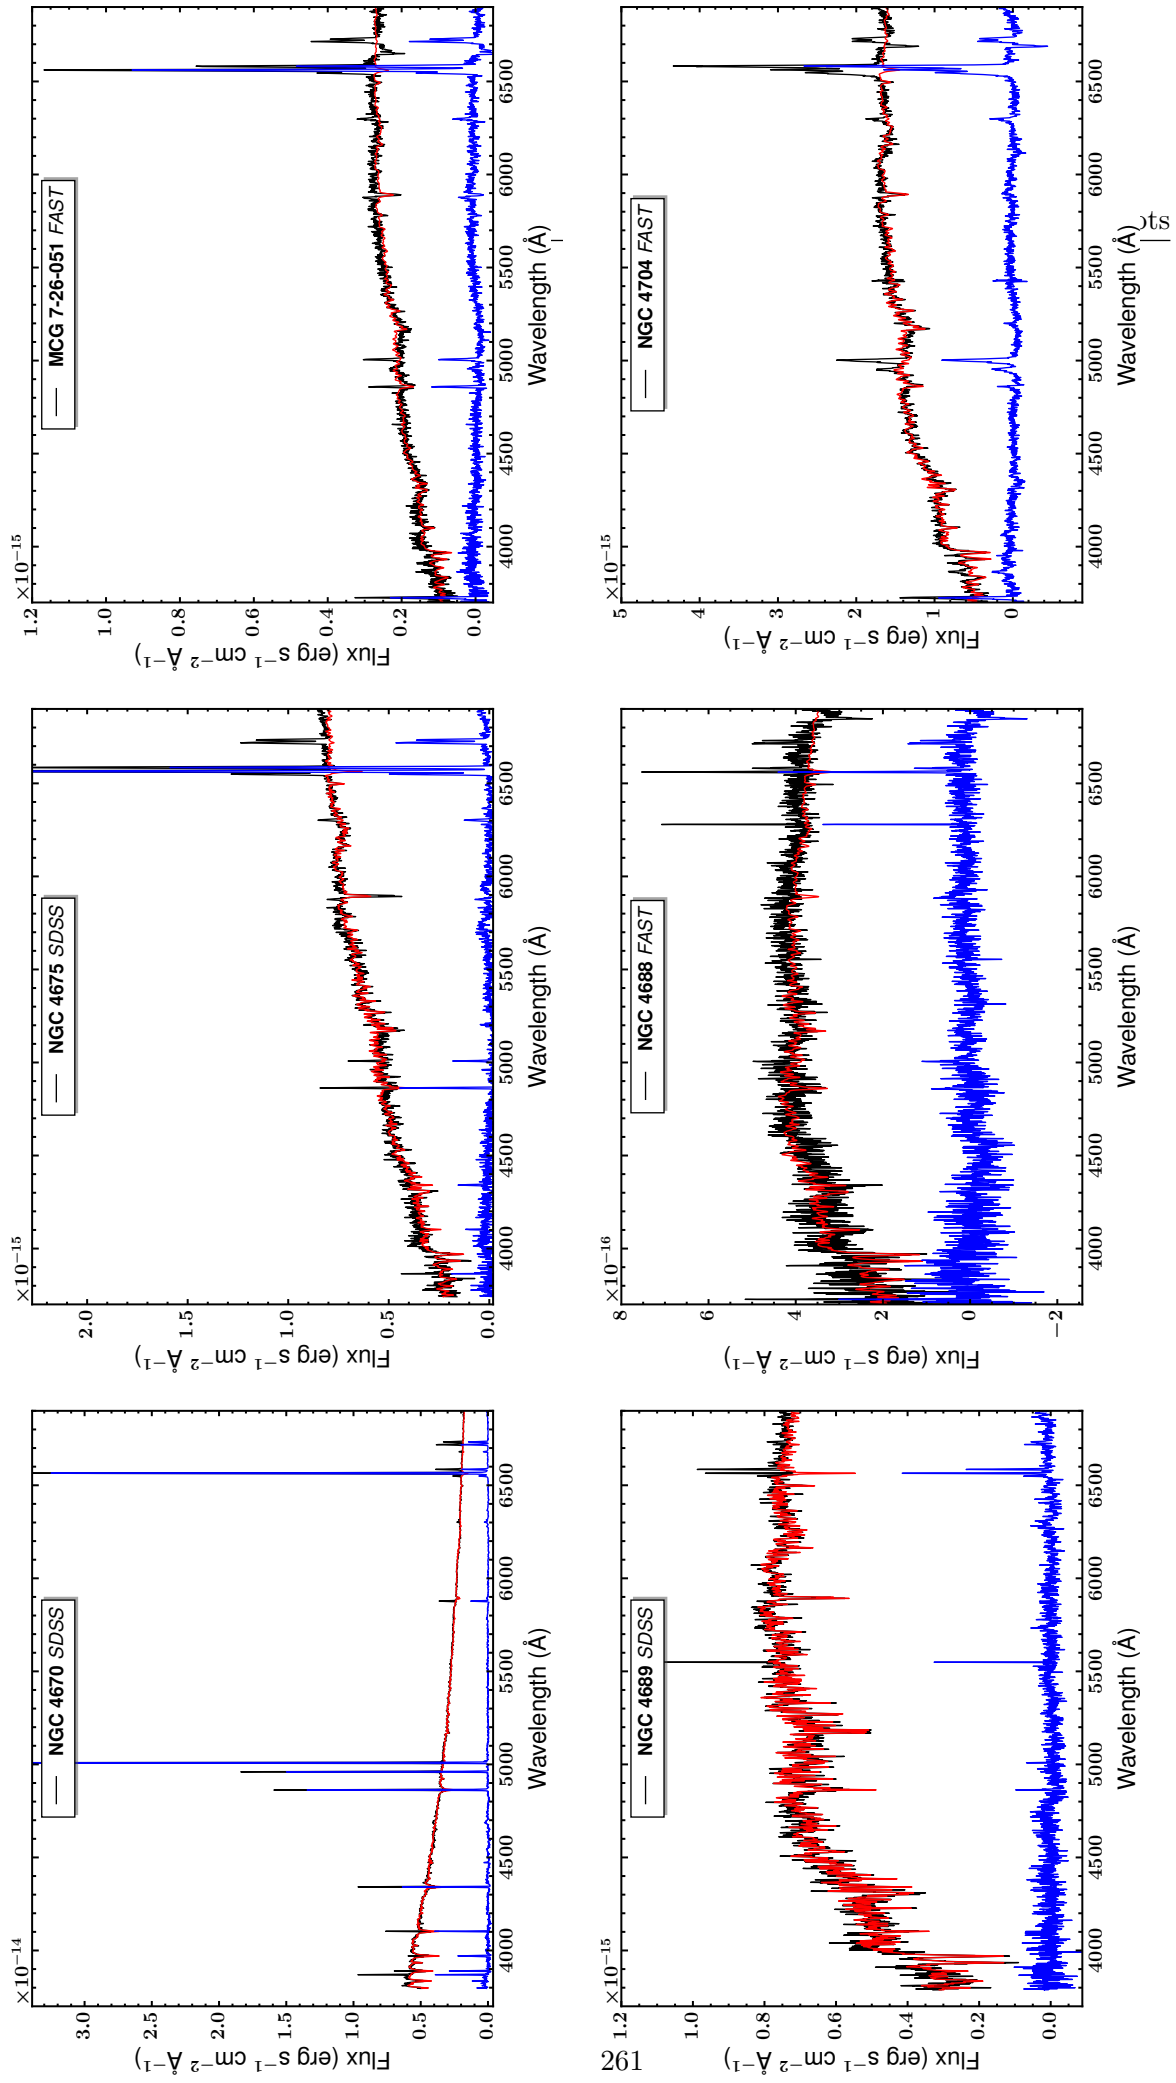 ×10⁻¹⁴
— NGC 4670 SDSS
3.0
2.5
2.0
1.5
1.0
0.5
0.0
Flux (erg s⁻¹ cm⁻² Å⁻¹)
4000 4500 5000 5500 6000 6500
Wavelength (Å)
×10⁻¹⁵
— NGC 4675 SDSS
2.0
1.5
1.0
0.5
0.0
Flux (erg s⁻¹ cm⁻² Å⁻¹)
4000 4500 5000 5500 6000 6500
Wavelength (Å)
×10⁻¹⁵
— MCG 7-26-051 FAST
1.2
1.0
0.8
0.6
0.4
0.2
0.0
Flux (erg s⁻¹ cm⁻² Å⁻¹)
4000 4500 5000 5500 6000 6500
Wavelength (Å)
×10⁻¹⁵
— NGC 4689 SDSS
1.2
1.0
0.8
0.6
0.4
0.2
0.0
Flux (erg s⁻¹ cm⁻² Å⁻¹)
4000 4500 5000 5500 6000 6500
Wavelength (Å)
×10⁻¹⁶
— NGC 4688 FAST
8
6
4
2
0
−2
Flux (erg s⁻¹ cm⁻² Å⁻¹)
4000 4500 5000 5500 6000 6500
Wavelength (Å)
×10⁻¹⁵
— NGC 4704 FAST
5
4
3
2
1
0
Flux (erg s⁻¹ cm⁻² Å⁻¹)
4000 4500 5000 5500 6000 6500
Wavelength (Å)
261